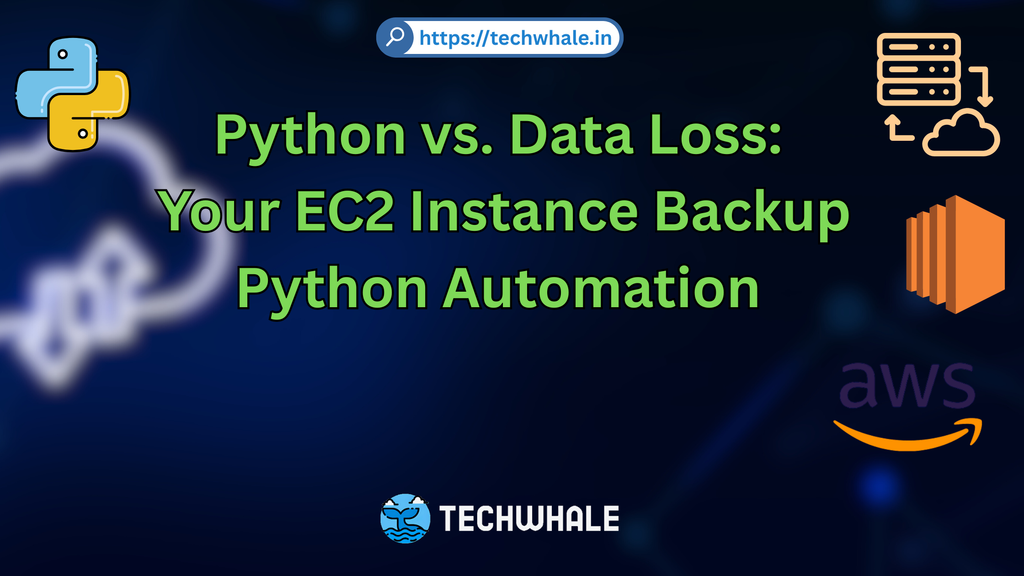 https://techwhale.in
Python vs. Data Loss:
Your EC2 Instance Backup
Python Automation
aws
TECHWHALE